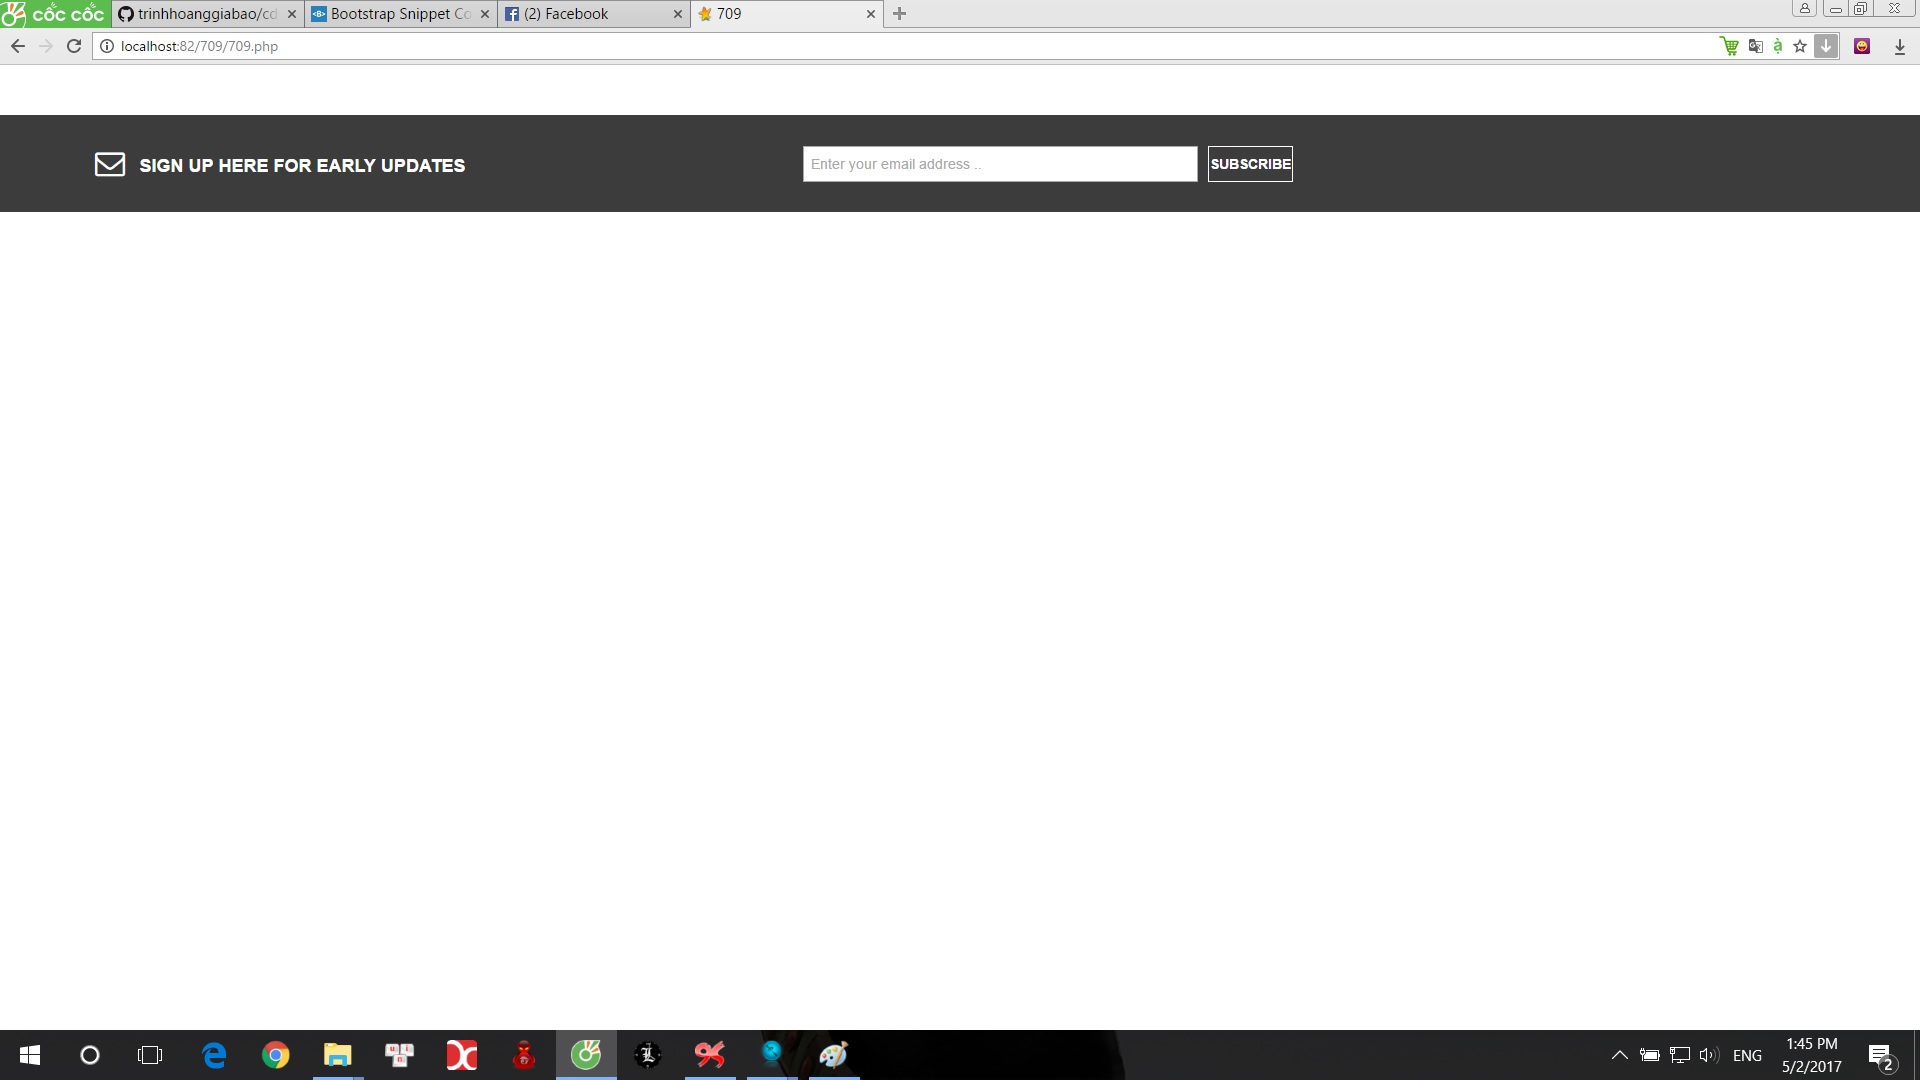 cốc cốc
trinhhoanggiabao/cd
Bootstrap Snippet Co
(2) Facebook
709
localhost:82/709/709.php
SIGN UP HERE FOR EARLY UPDATES
Enter your email address ..
SUBSCRIBE
ENG
1:45 PM
5/2/2017
2